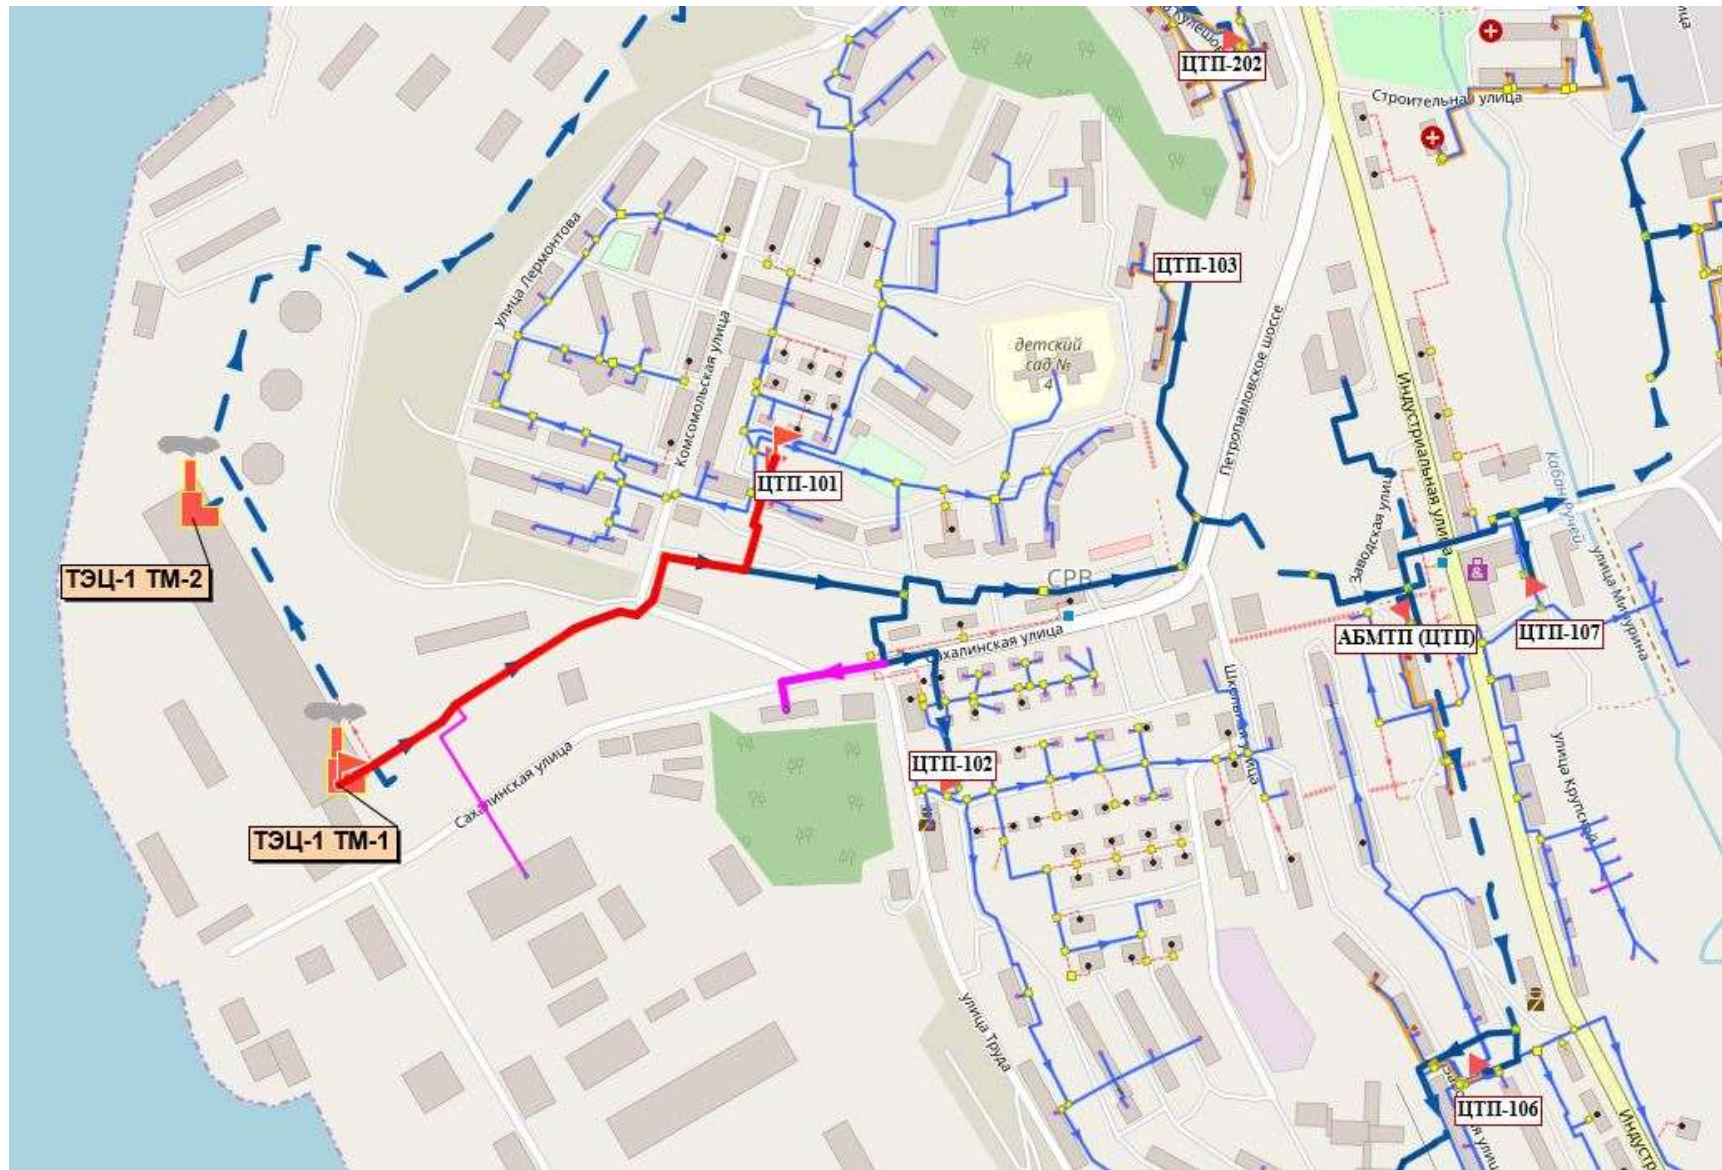 ЦТП-202
Строительная улица
улица Лермонтова
ЦТП-103
Комсомольская улица
детский
сад №
4
Петропавловское шоссе
Индустриальная улица
ЦТП-101
Заводская улица
ТЭЦ-1 ТМ-2
СРВ
улица Мичурина
АБМТП (ЦТП)
ЦТП-107
Сахалинская улица
Школьная улица
ЦТП-102
улица Крупской
Сахалинская улица
ТЭЦ-1 ТМ-1
улица Труда
ЦТП-106